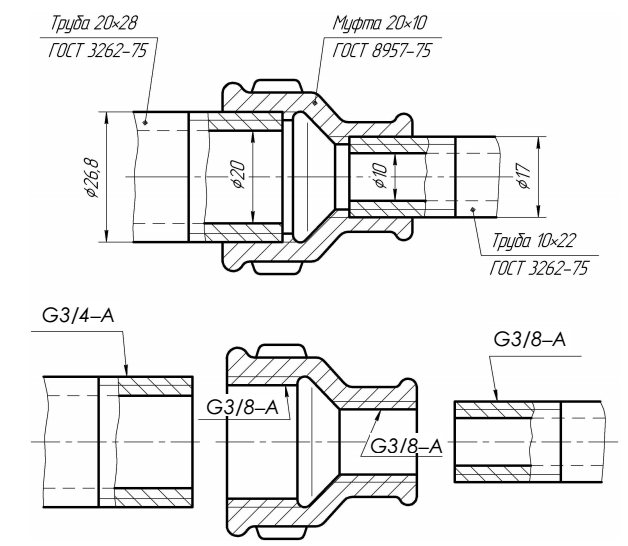 Труба 20×28
ГОСТ 3262-75
Муфта 20×10
ГОСТ 8957-75
⌀26,8
⌀20
⌀10
⌀17
Труба 10×22
ГОСТ 3262-75
G3/4-A
G3/8-A
G3/8-A
G3/8-A